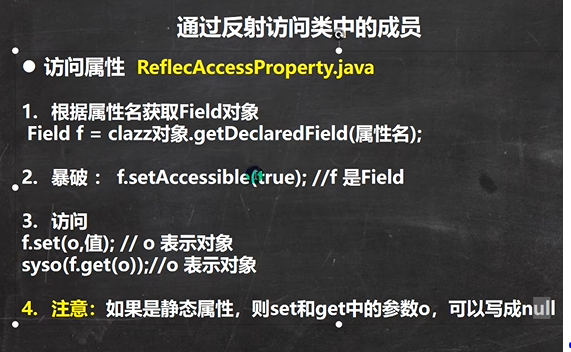 通过反射访问类中的成员
● 访问属性 ReflecAccessProperty.java
1. 根据属性名获取Field对象
Field f = clazz对象.getDeclaredField(属性名);
2. 暴破 : f.setAccessible(true); //f 是Field
3. 访问
f.set(o,值); // o 表示对象
syso(f.get(o));//o 表示对象
4. 注意：如果是静态属性，则set和get中的参数o，可以写成null